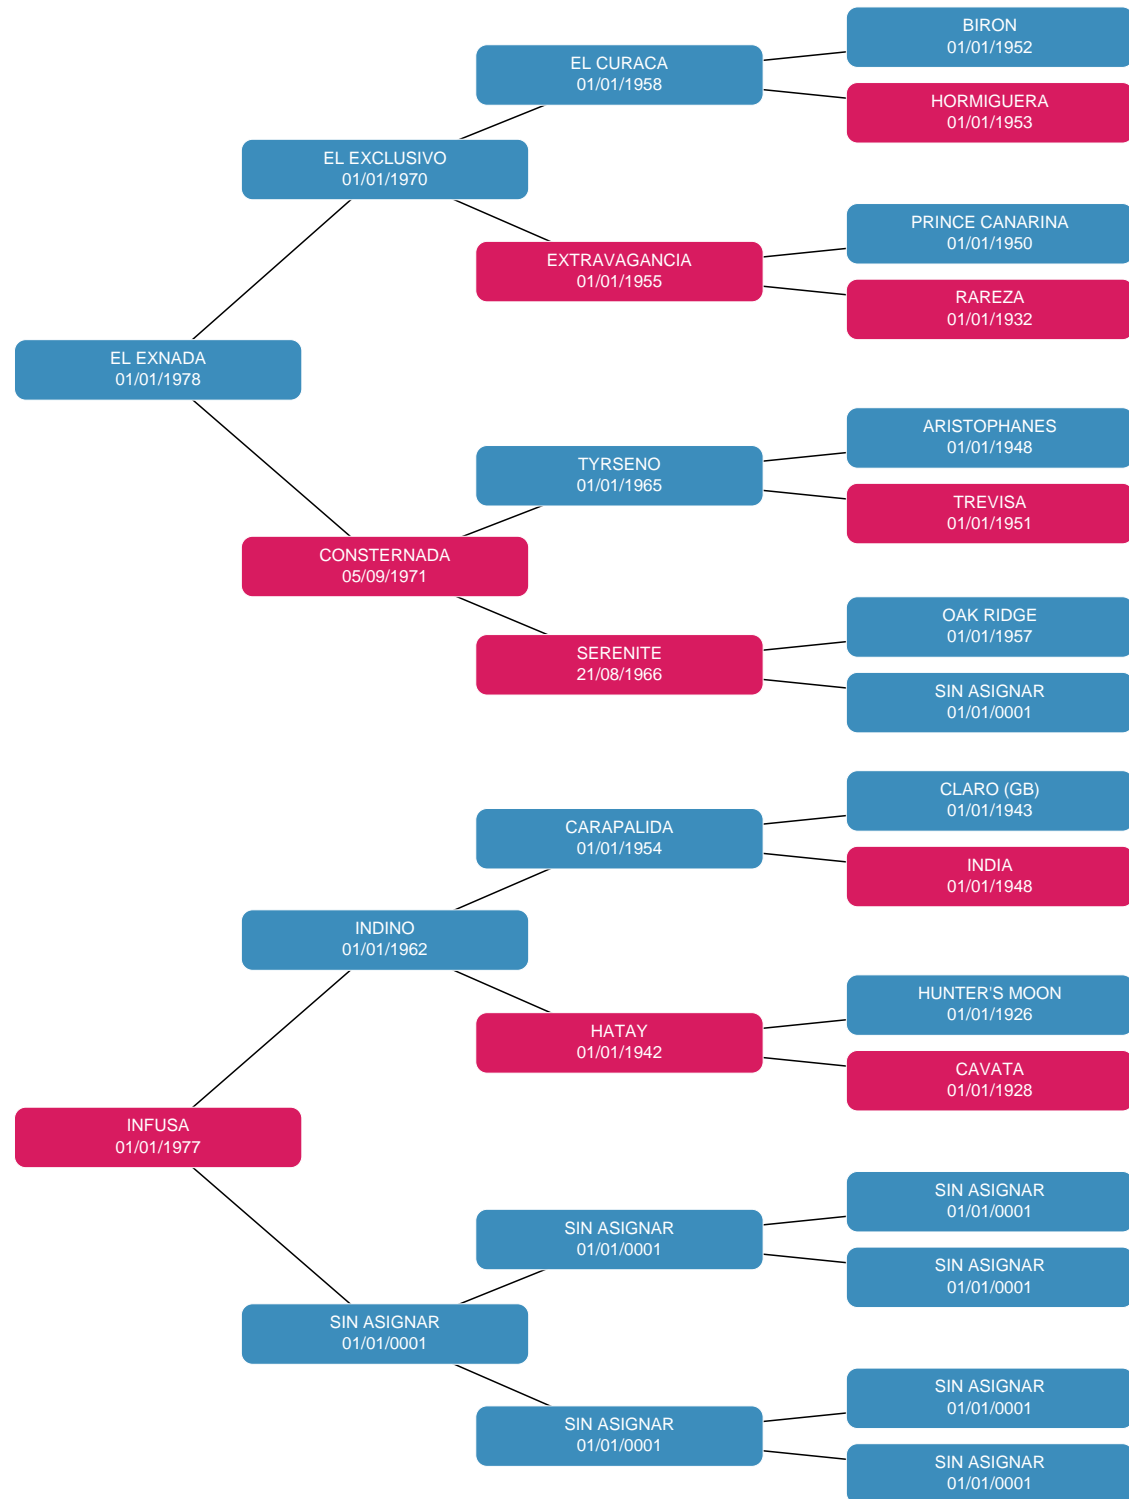 BIRON
01/01/1952
EL CURACA
01/01/1958
HORMIGUERA
01/01/1953
EL EXCLUSIVO
01/01/1970
PRINCE CANARINA
01/01/1950
EXTRAVAGANCIA
01/01/1955
RAREZA
01/01/1932
EL EXNADA
01/01/1978
ARISTOPHANES
01/01/1948
TYRSENO
01/01/1965
TREVISA
01/01/1951
CONSTERNADA
05/09/1971
OAK RIDGE
01/01/1957
SERENITE
21/08/1966
SIN ASIGNAR
01/01/0001
CLARO (GB)
01/01/1943
CARAPALIDA
01/01/1954
INDIA
01/01/1948
INDINO
01/01/1962
HUNTER'S MOON
01/01/1926
HATAY
01/01/1942
CAVATA
01/01/1928
INFUSA
01/01/1977
SIN ASIGNAR
01/01/0001
SIN ASIGNAR
01/01/0001
SIN ASIGNAR
01/01/0001
SIN ASIGNAR
01/01/0001
SIN ASIGNAR
01/01/0001
SIN ASIGNAR
01/01/0001
SIN ASIGNAR
01/01/0001